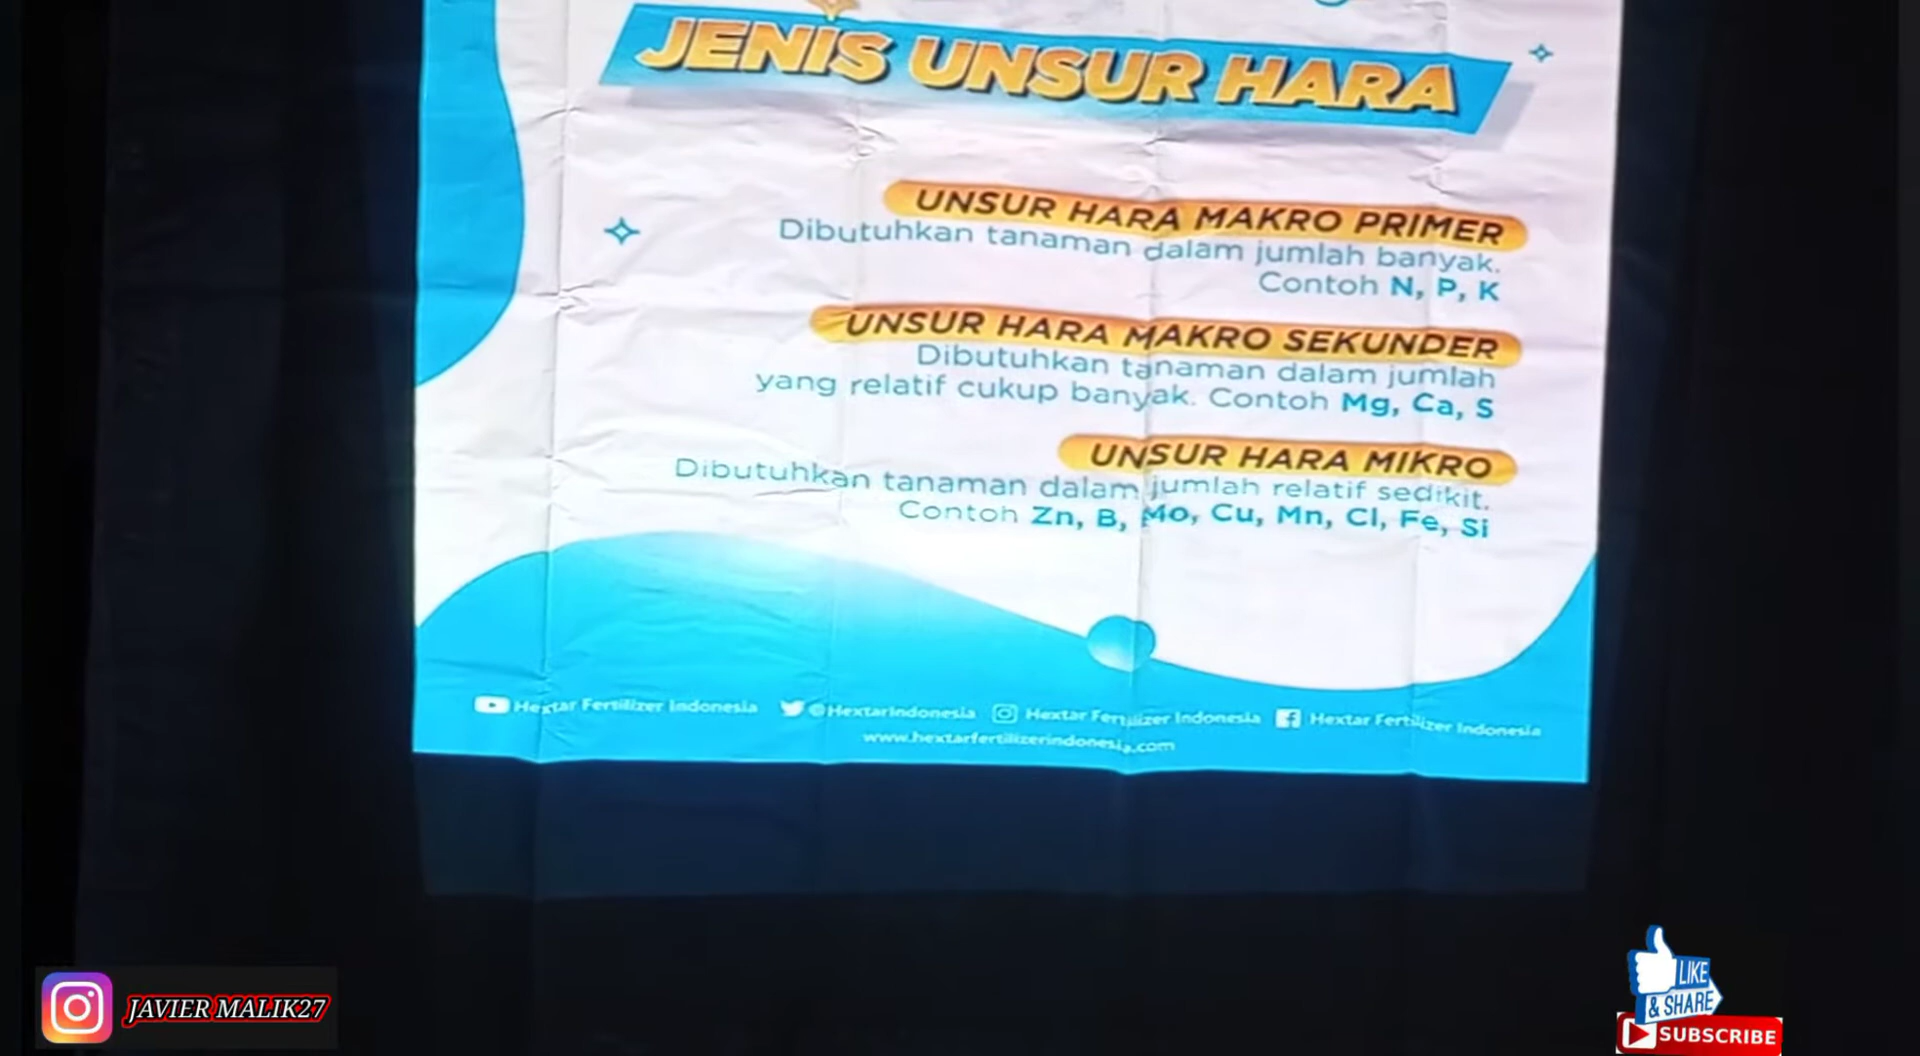 JENIS UNSUR HARA
UNSUR HARA MAKRO PRIMER
Dibutuhkan tanaman dalam jumlah banyak.
Contoh N, P, K
UNSUR HARA MAKRO SEKUNDER
Dibutuhkan tanaman dalam jumlah
yang relatif cukup banyak. Contoh Mg, Ca, S
UNSUR HARA MIKRO
Dibutuhkan tanaman dalam jumlah relatif sedikit.
Contoh Zn, B, Mo, Cu, Mn, Cl, Fe, Si
Hextar Fertilizer Indonesia @HextarIndonesia Hextar Fertilizer Indonesia Hextar Fertilizer Indonesia
www.hextarfertilizerindonesia.com
JAVIER MALIK27
LIKE
& SHARE
SUBSCRIBE